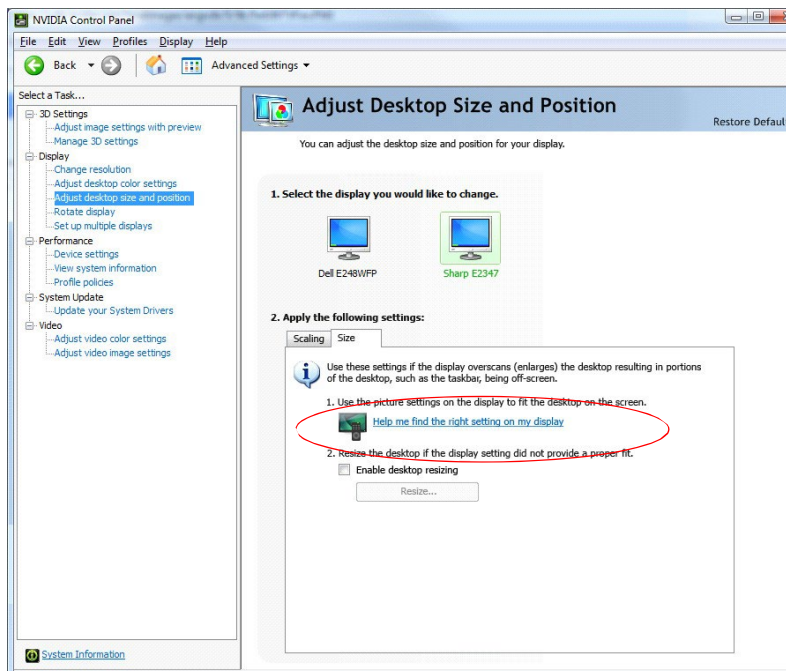 NVIDIA Control Panel
File Edit View Profiles Display Help
Back Advanced Settings
Select a Task...
3D Settings
Adjust image settings with preview
Manage 3D settings
Display
Change resolution
Adjust desktop color settings
Adjust desktop size and position
Rotate display
Set up multiple displays
Performance
Device settings
View system information
Profile policies
System Update
Update your System Drivers
Video
Adjust video color settings
Adjust video image settings
System Information
Adjust Desktop Size and Position
Restore Default
You can adjust the desktop size and position for your display.
1. Select the display you would like to change.
Dell E248WFP Sharp E2347
2. Apply the following settings:
Scaling Size
Use these settings if the display overscans (enlarges) the desktop resulting in portions
of the desktop, such as the taskbar, being off-screen.
1. Use the picture settings on the display to fit the desktop on the screen.
Help me find the right setting on my display
2. Resize the desktop if the display setting did not provide a proper fit.
Enable desktop resizing
Resize...